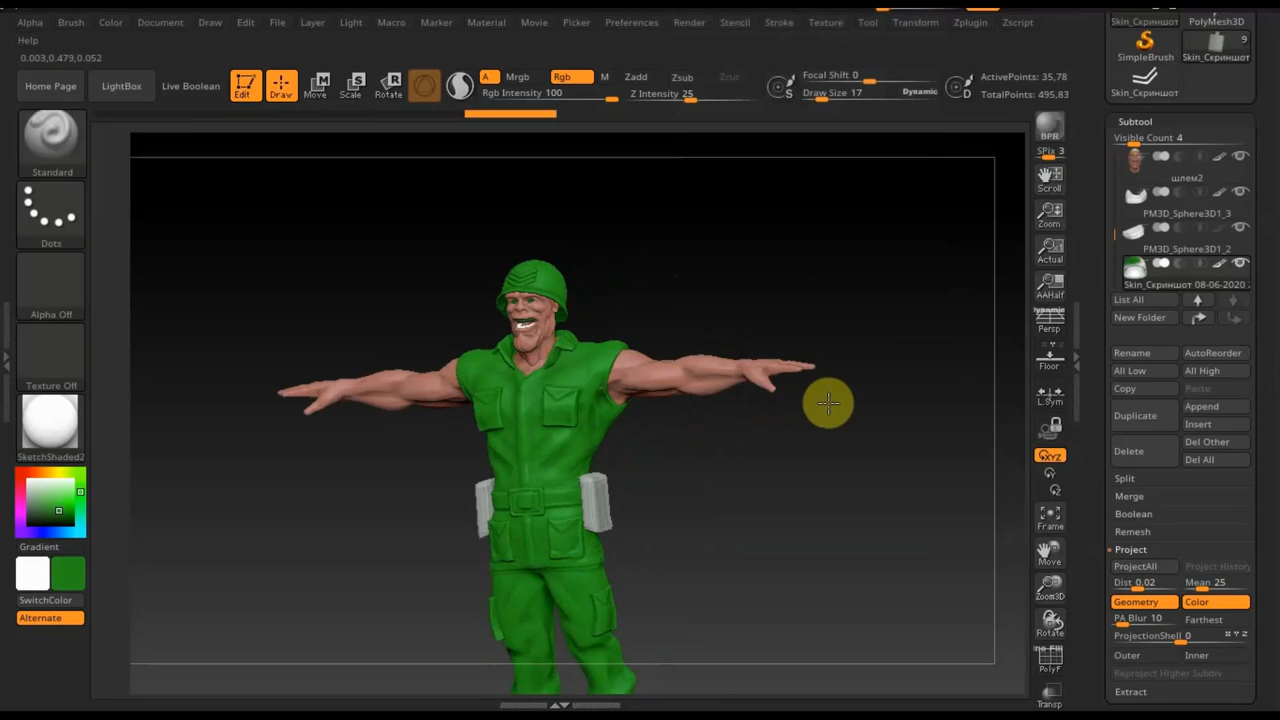 Alpha Brush Color Document Draw Edit File Layer Light Macro Marker Material Movie Picker Preferences Render Stencil Stroke Texture Tool Transform Zplugin Zscript
Help
0.003,0.479,0.052
Home Page LightBox Live Boolean Edit Draw Move Scale Rotate
A Mrgb Rgb M Zadd Zsub Zcur
Rgb Intensity 100 Z Intensity 25
S Focal Shift 0
Draw Size 17 Dynamic D
ActivePoints: 35,78
TotalPoints: 495,83
Standard
Dots
Alpha Off
Texture Off
SketchShaded2
Gradient
SwitchColor
Alternate
BPR
SPix 3
Scroll
Zoom
Actual
AAHalf
Dynamic
Persp
Floor
L.Sym
XYZ
Y
Z
Frame
Move
Zoom3D
Rotate
PolyF
Transp
Skin_Скриншот PolyMesh3D
SimpleBrush 9 Skin_Скриншот
Skin_Скриншот
Subtool
Visible Count 4
шлем2
PM3D_Sphere3D1_3
PM3D_Sphere3D1_2
Skin_Скриншот 08-06-2020
List All
New Folder
Rename AutoReorder
All Low All High
Copy Paste
Duplicate Append
Insert
Delete Del Other
Del All
Split
Merge
Boolean
Remesh
Project
ProjectAll Project History
Dist 0.02 Mean 25
Geometry Color
PA Blur 10 Farthest
ProjectionShell 0 X Y Z
Outer Inner
Reproject Higher Subdiv
Extract